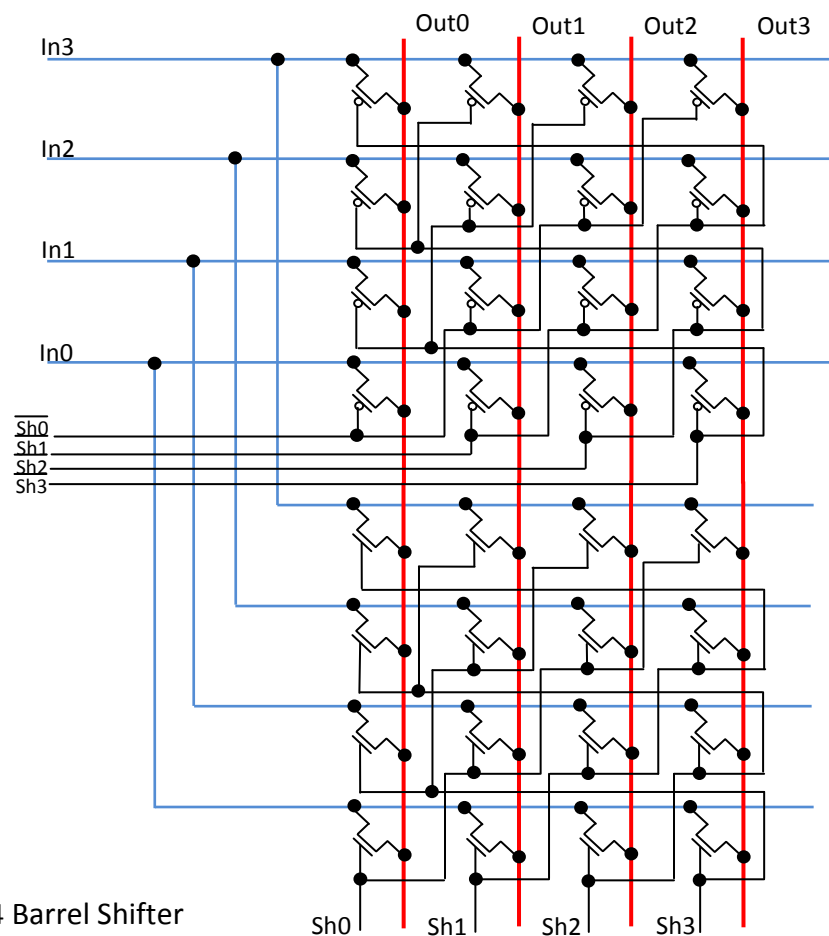 Out0 Out1 Out2 Out3
In3
In2
In1
In0
Sh0
Sh1
Sh2
Sh3
4 Barrel Shifter
Sh0 Sh1 Sh2 Sh3